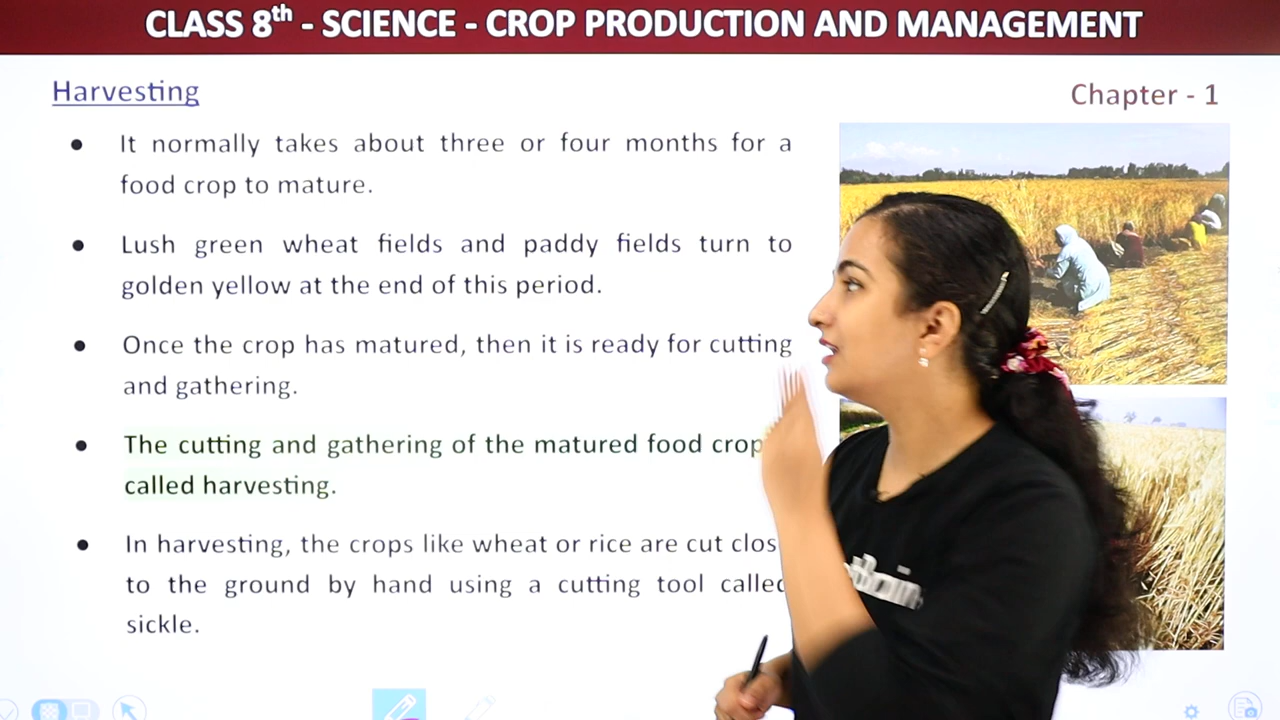 CLASS 8th - SCIENCE - CROP PRODUCTION AND MANAGEMENT
Harvesting
Chapter - 1
● It normally takes about three or four months for a
food crop to mature.
● Lush green wheat fields and paddy fields turn to
golden yellow at the end of this period.
● Once the crop has matured, then it is ready for cutting
and gathering.
● The cutting and gathering of the matured food crop
called harvesting.
● In harvesting, the crops like wheat or rice are cut clos
to the ground by hand using a cutting tool called
sickle.